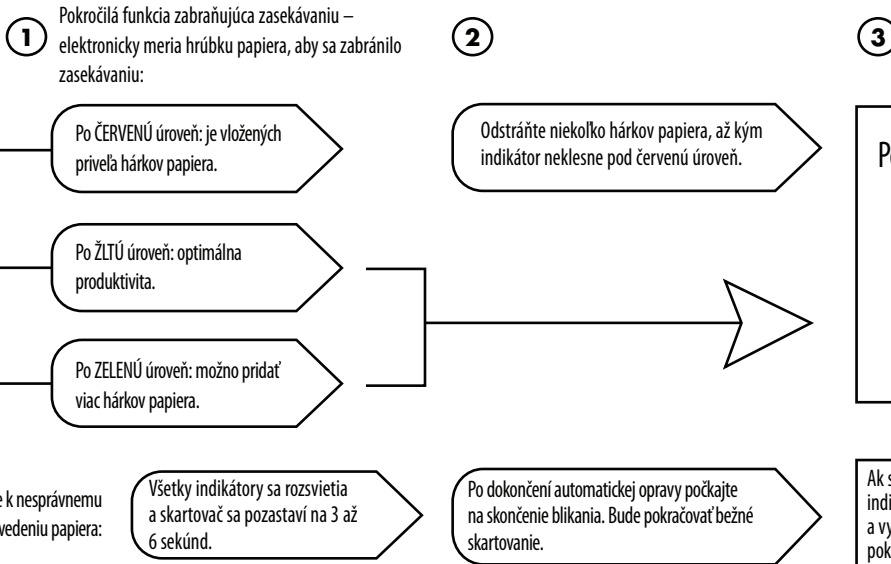 1
Pokročilá funkcia zabraňujúca zasekávaniu –
elektronicky meria hrúbku papiera, aby sa zabránilo
zasekávaniu:
2
3
Po ČERVENÚ úroveň: je vložených
priveľa hárkov papiera.
Odstráňte niekoľko hárkov papiera, až kým
indikátor neklesne pod červenú úroveň.
Po ŽLTÚ úroveň: optimálna
produktivita.
Po ZELENÚ úroveň: možno pridať
viac hárkov papiera.
k nesprávnemu
papiera:
Všetky indikátory sa rozsvietia
a skartovač sa pozastaví na 3 až
6 sekúnd.
Po dokončení automatickej opravy počkajte
na skončenie blikania. Bude pokračovať bežné
skartovanie.
Ak
a